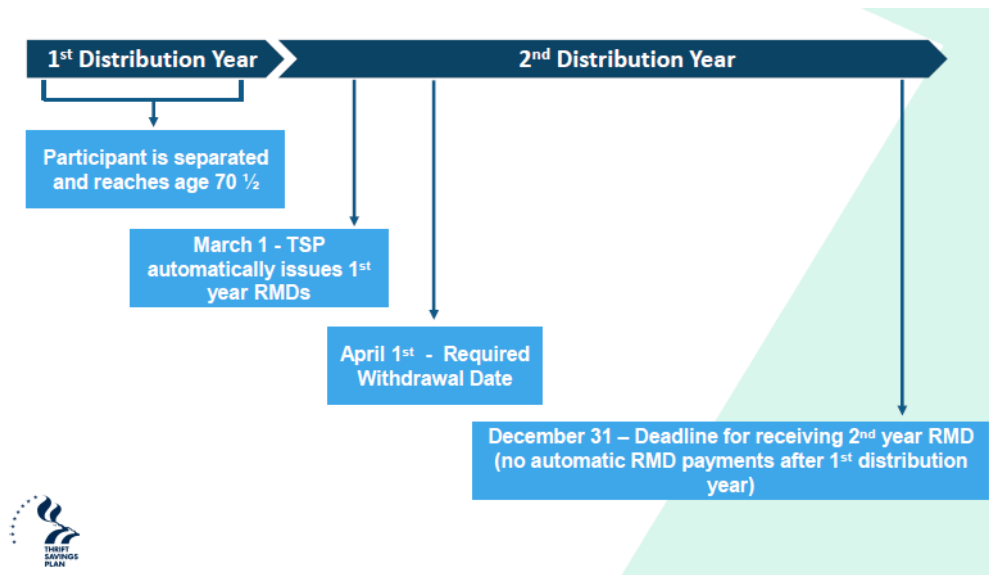 1st Distribution Year
2nd Distribution Year
Participant is separated
and reaches age 70 ½
March 1 - TSP
automatically issues 1st
year RMDs
April 1st - Required
Withdrawal Date
December 31 – Deadline for receiving 2nd year RMD
(no automatic RMD payments after 1st distribution
year)
THRIFT
SAVINGS
PLAN